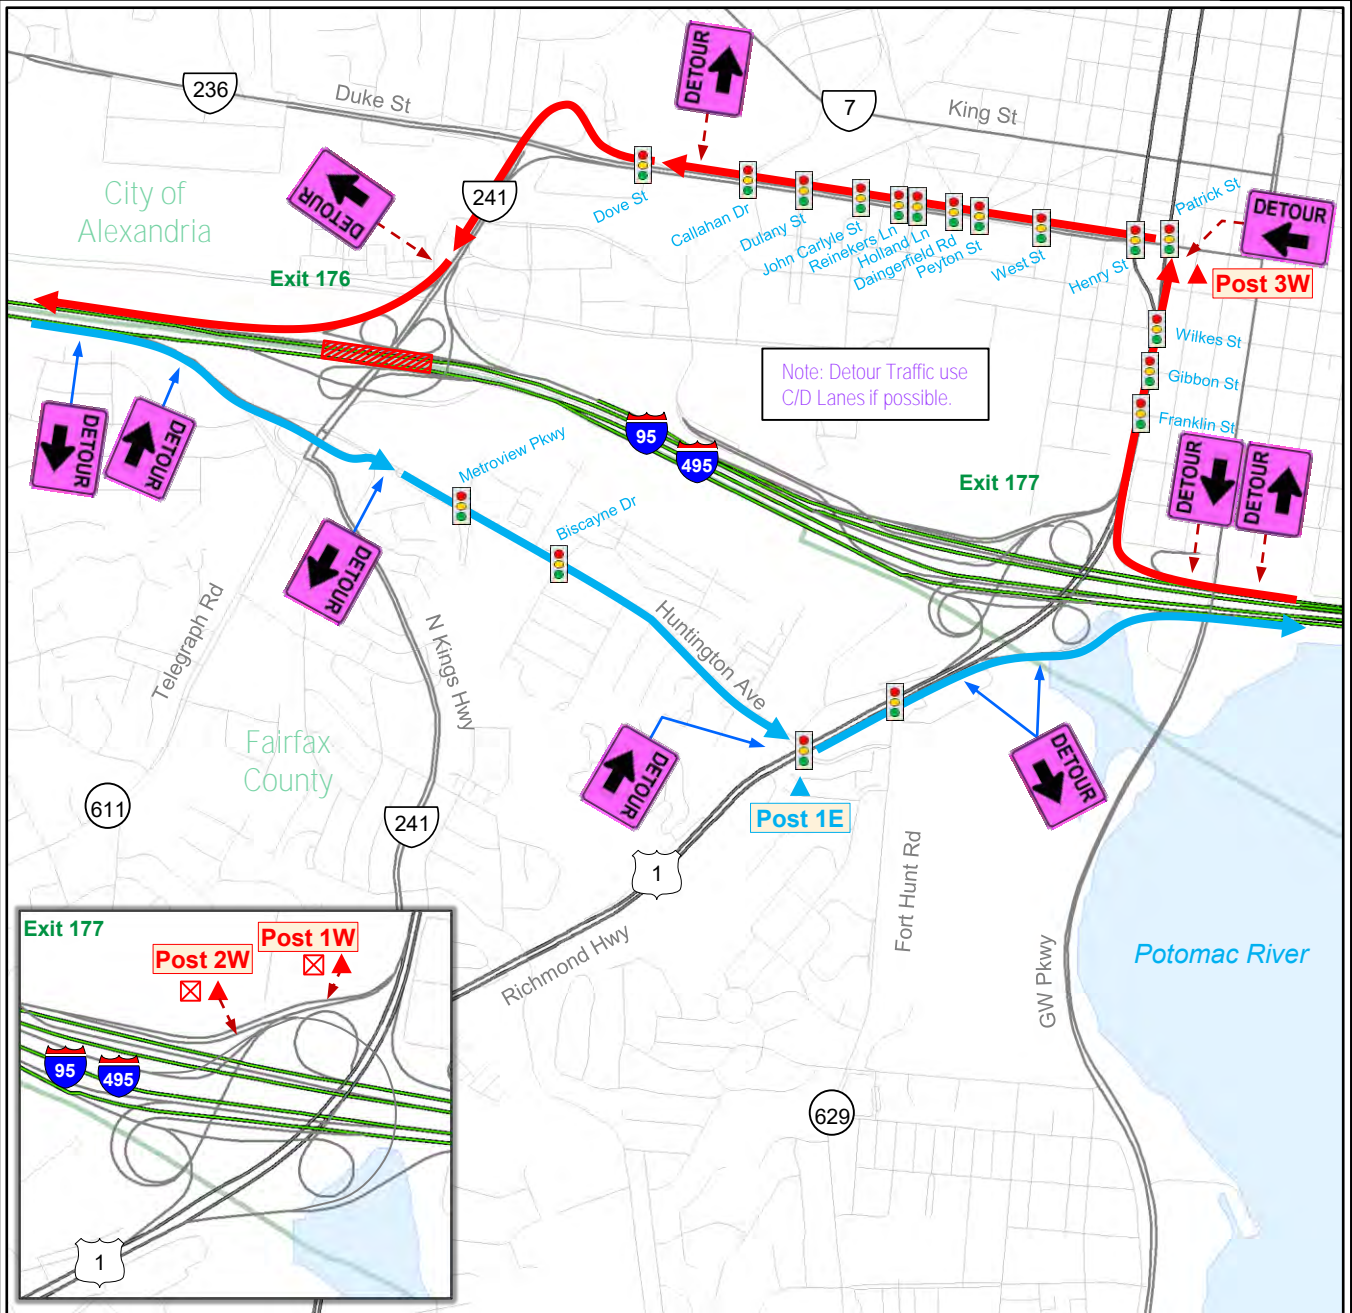 236
Duke St
DETOUR
7
King St
City of
Alexandria
DETOUR
241
Dove St
Callahan Dr
Dulany St
John Carlyle St
Reinekers Ln
Holland Ln
Daingerfield Rd
Peyton St
West St
Henry St
Patrick St
DETOUR
Post 3W
Exit 176
Wilkes St
Gibbon St
Franklin St
Note: Detour Traffic use
C/D Lanes if possible.
DETOUR
DETOUR
95
495
Metroview Pkwy
Biscayne Dr
Exit 177
DETOUR
DETOUR
DETOUR
Telegraph Rd
N Kings Hwy
Huntington Ave
Fairfax
County
DETOUR
DETOUR
Post 1E
611
241
1
Fort Hunt Rd
Richmond Hwy
GW Pkwy
Potomac River
629
Exit 177
Post 1W
Post 2W
95
495
1